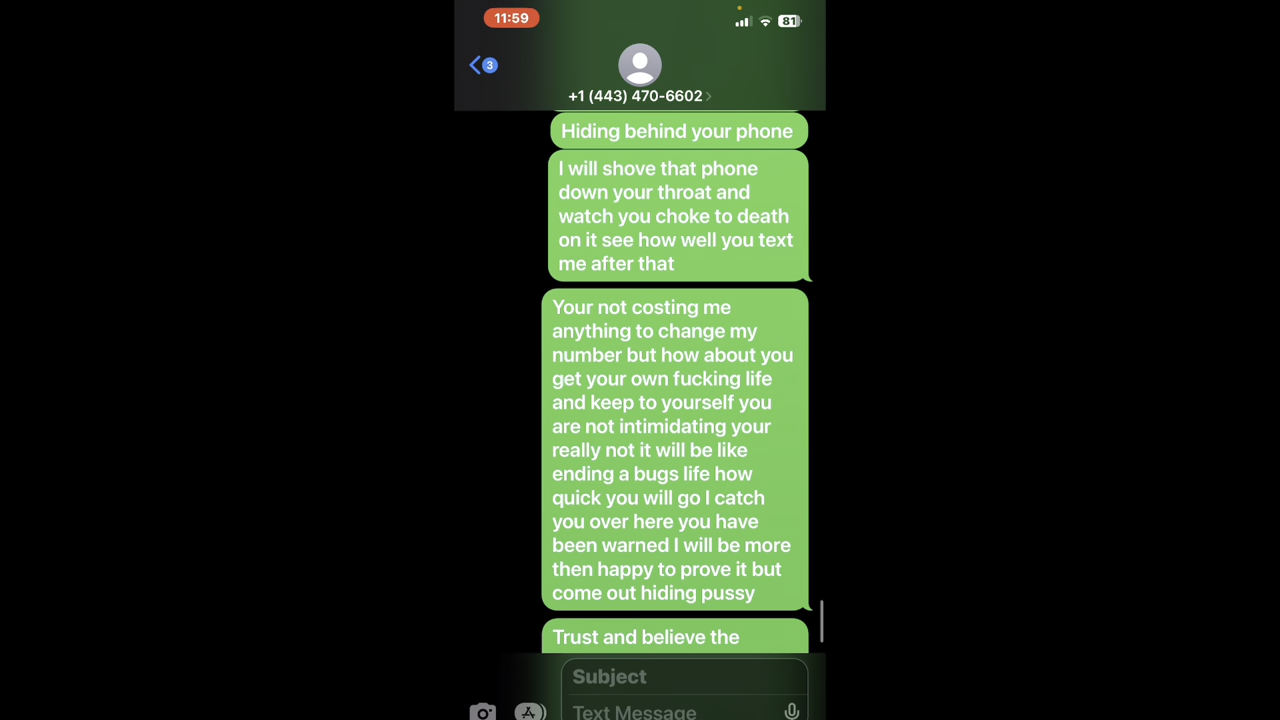 11:59
81
3
+1 (443) 470-6602
Hiding behind your phone
I will shove that phone
down your throat and
watch you choke to death
on it see how well you text
me after that
Your not costing me
anything to change my
number but how about you
get your own fucking life
and keep to yourself you
are not intimidating your
really not it will be like
ending a bugs life how
quick you will go I catch
you over here you have
been warned I will be more
then happy to prove it but
come out hiding pussy
Trust and believe the
Subject
Text Message